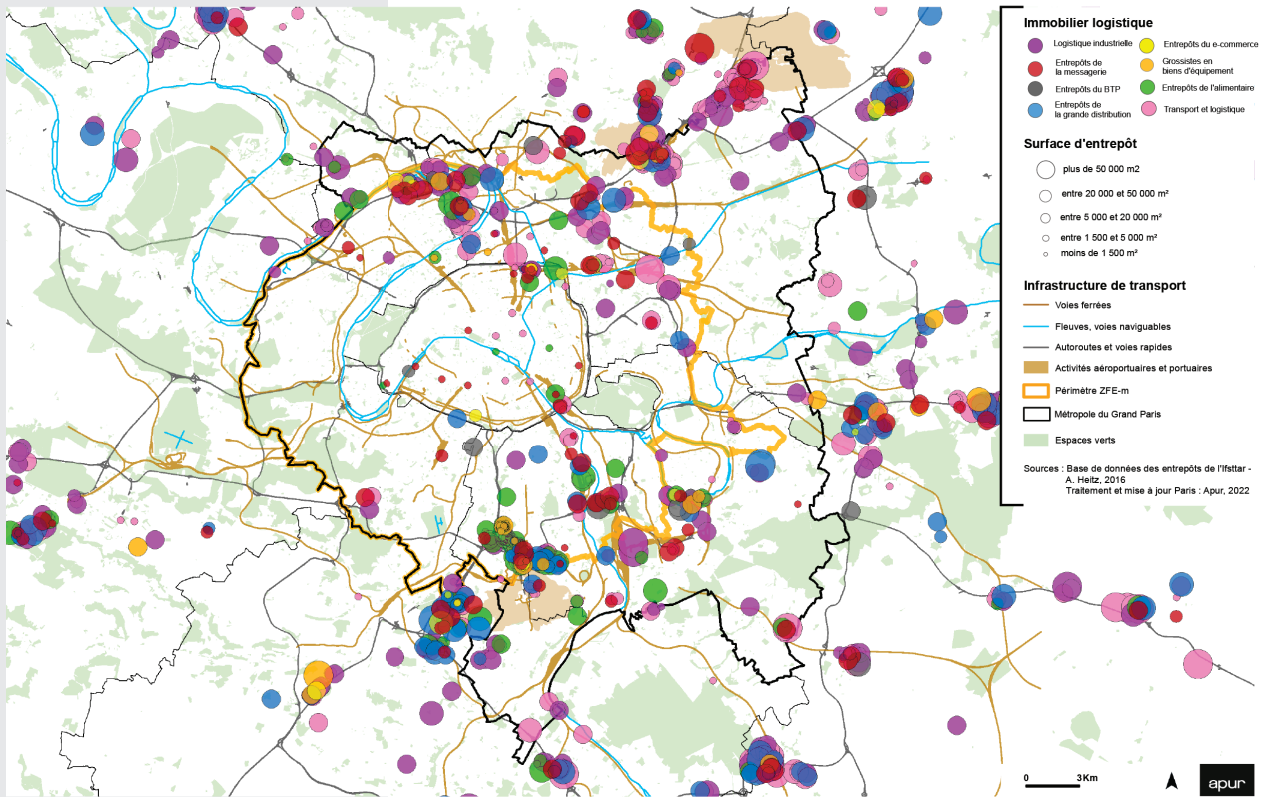 Immobilier logistique
Logistique industrielle
Entrepôts de
la messagerie
Entrepôts du BTP
Entrepôts de
la grande distribution
Entrepôts du e-commerce
Grossistes en
biens d'équipement
Entrepôts de l'alimentaire
Transport et logistique
Surface d'entrepôt
plus de 50 000 m2
entre 20 000 et 50 000 m²
entre 5 000 et 20 000 m²
entre 1 500 et 5 000 m²
moins de 1 500 m²
Infrastructure de transport
Voies ferrées
Fleuves, voies naviguables
Autoroutes et voies rapides
Activités aéroportuaires et portuaires
Périmètre ZFE-m
Métropole du Grand Paris
Espaces verts
Sources : Base de données des entrepôts de l'Ifsttar -
A. Heitz, 2016
Traitement et mise à jour Paris : Apur, 2022
0 3Km
apur